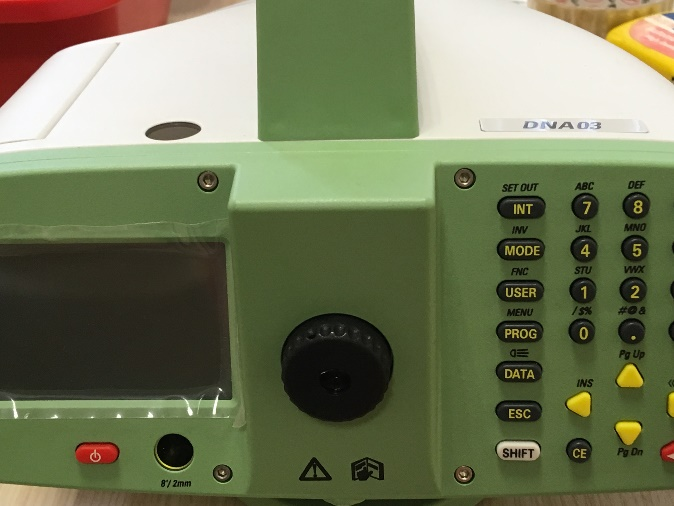 DNA03
SET OUT ABC DEF
INT 7 8
INV JKL MNO
MODE 4 5
FNC STU VWX
USER 1 2
MENU / $% #@&
PROG 0 .
Pg Up
DATA
INS
ESC
Pg Dn
SHIFT CE
8'/2mm